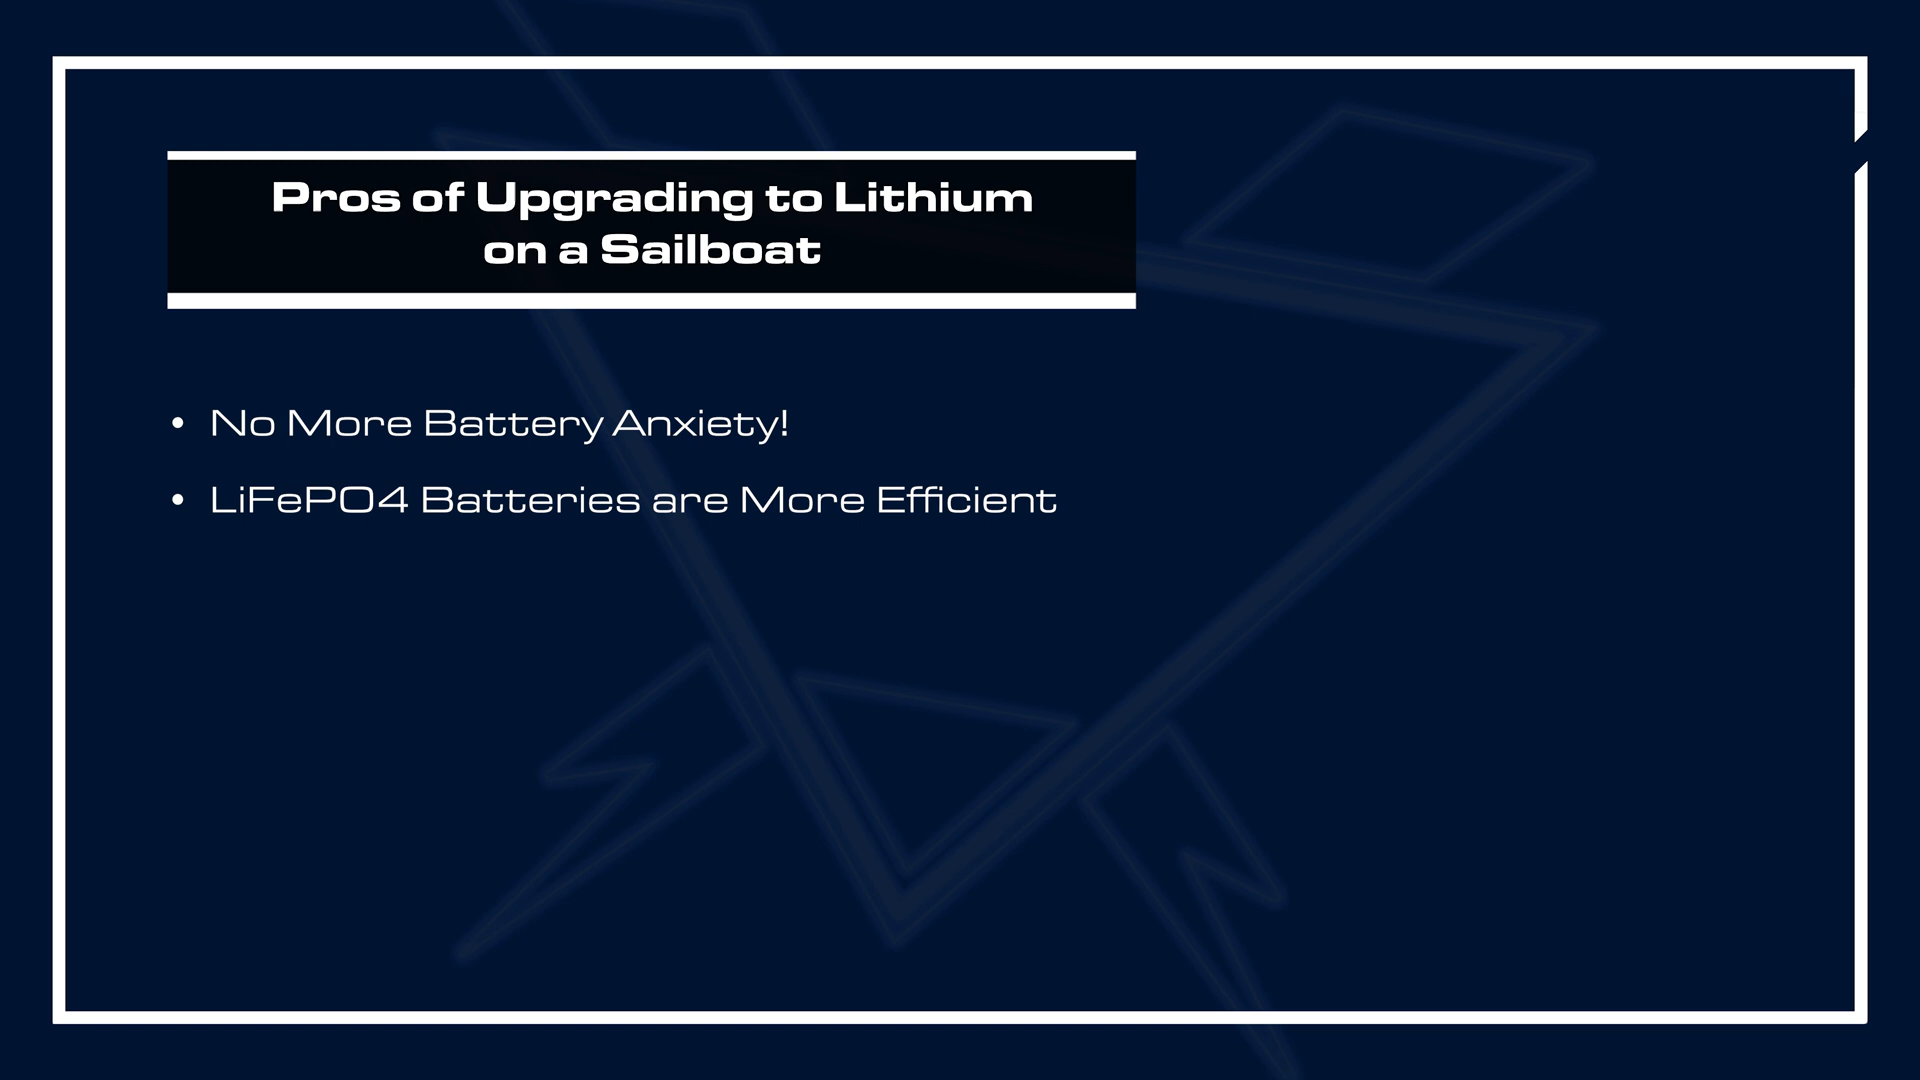 Pros of Upgrading to Lithium
on a Sailboat
• No More Battery Anxiety!
• LiFePO4 Batteries are More Efficient